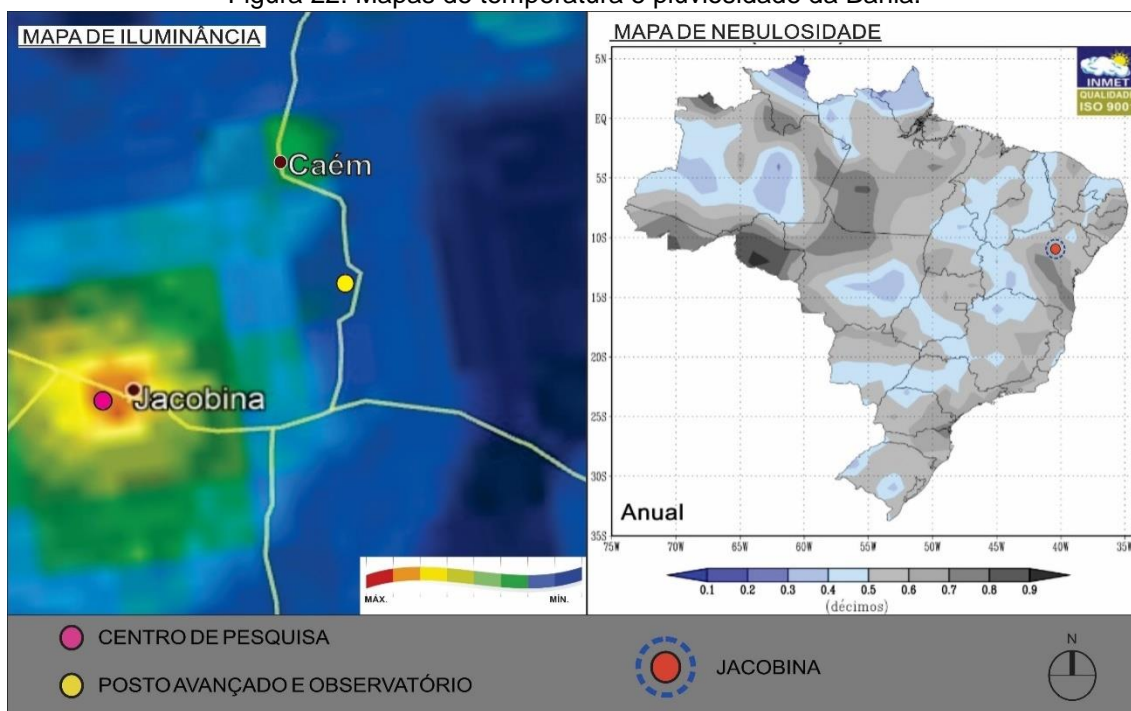 Figura 22: Mapas de temperatura e pluviosidade da Bahia.
MAPA DE ILUMINÂNCIA
Caém
Jacobina
MÁX.
MÍN.
MAPA DE NEBULOSIDADE
INMET
QUALIDADE
ISO 9001
5N
EQ
5S
10S
15S
20S
25S
30S
35S
Anual
75W 70W 65W 60W 55W 50W 45W 40W 35W
0.1 0.2 0.3 0.4 0.5 0.6 0.7 0.8 0.9
(décimos)
CENTRO DE PESQUISA
POSTO AVANÇADO E OBSERVATÓRIO
JACOBINA
N